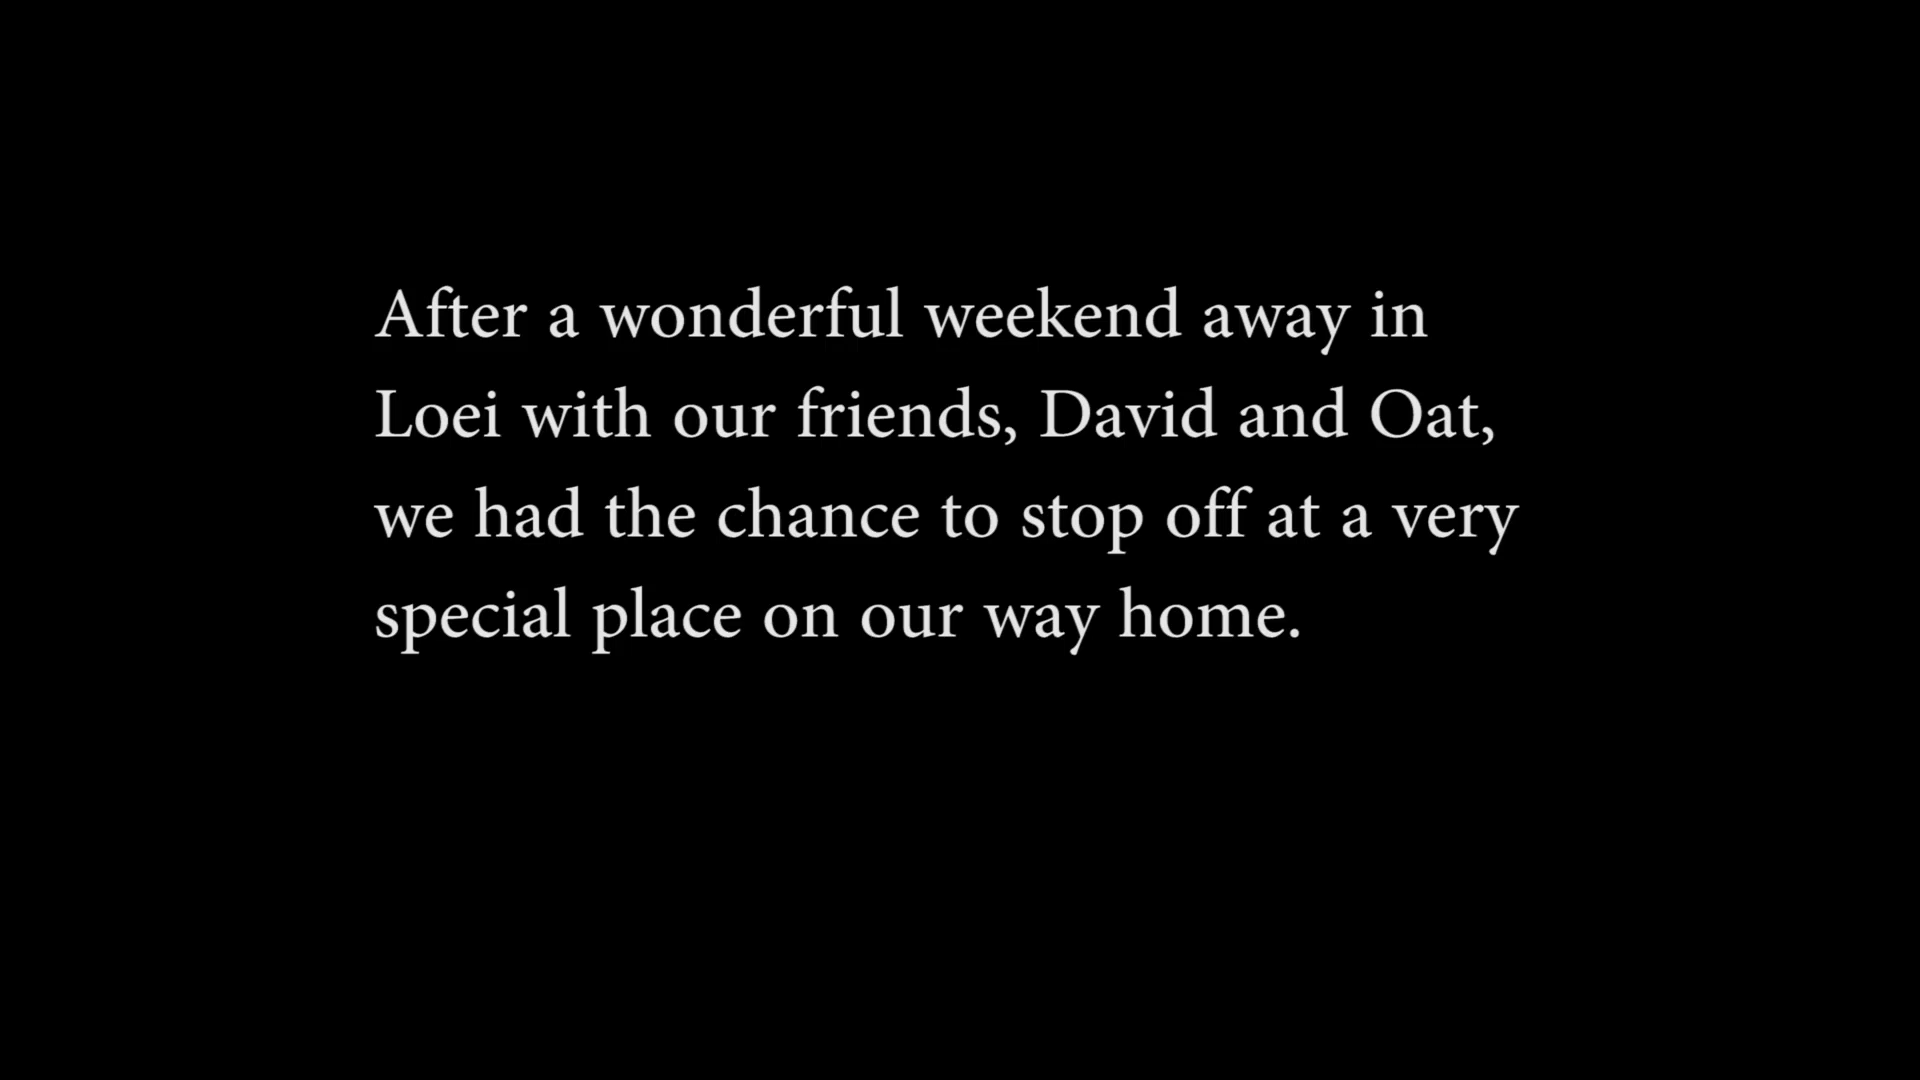 After a wonderful weekend away in
Loei with our friends, David and Oat,
we had the chance to stop off at a very
special place on our way home.